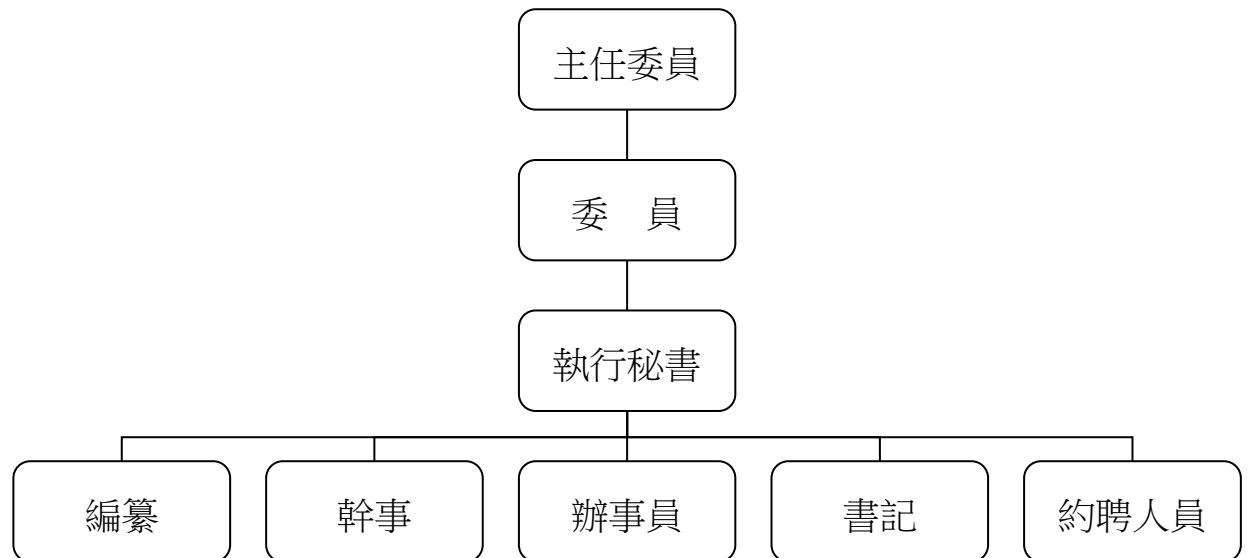 主任委員
委　員
執行秘書
編纂　幹事　辦事員　書記　約聘人員